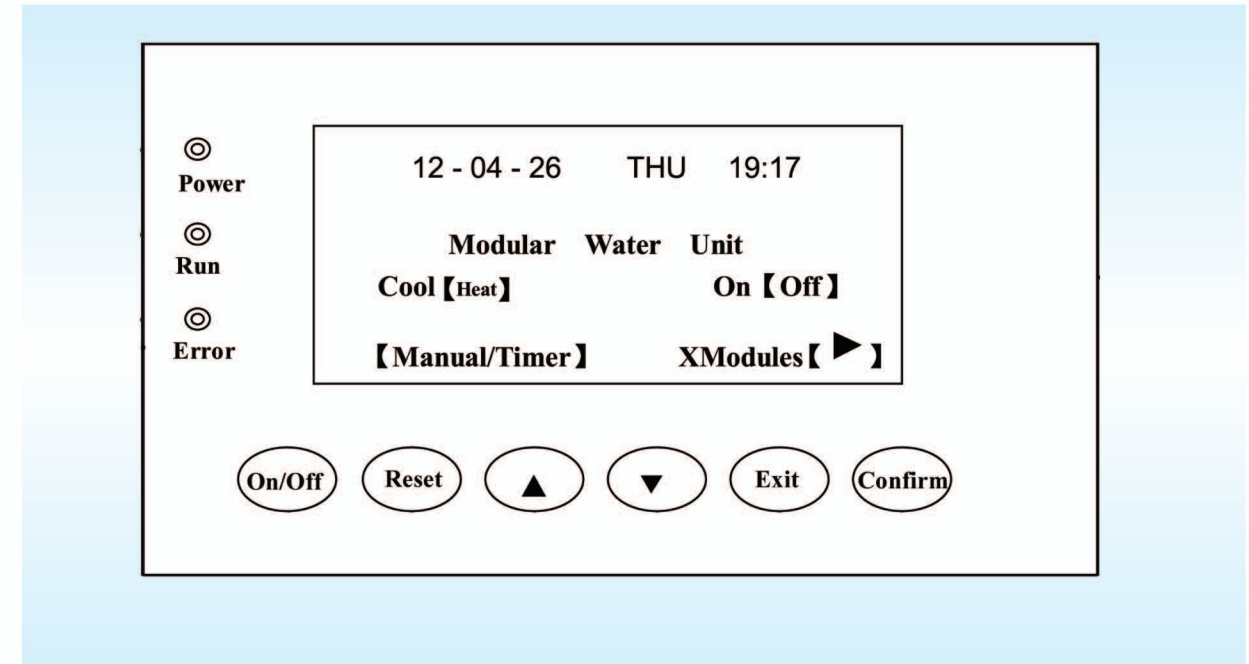 Power
Run
Error
12 - 04 - 26 THU 19:17
Modular Water Unit
Cool【Heat】 On【Off】
【Manual/Timer】 XModules【▶】
On/Off Reset ▲ ▼ Exit Confirm